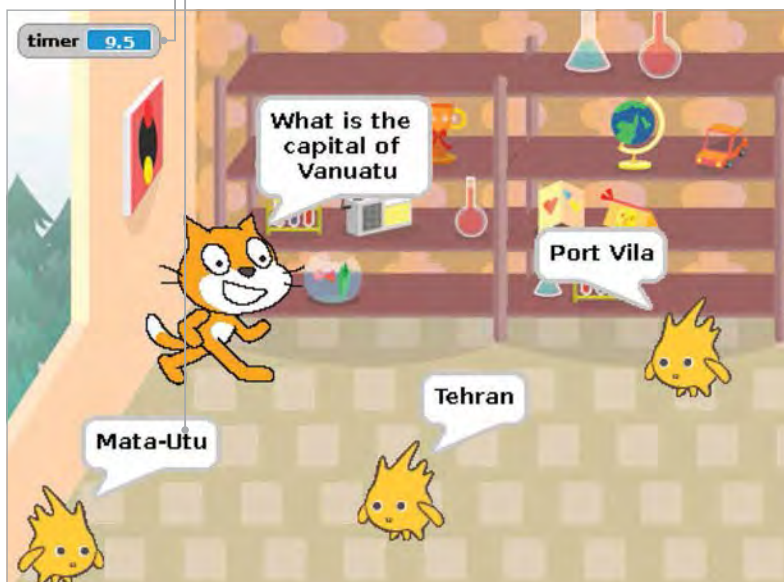 timer 9.5
What is the
capital of
Vanuatu
Port Vila
Tehran
Mata-Utu